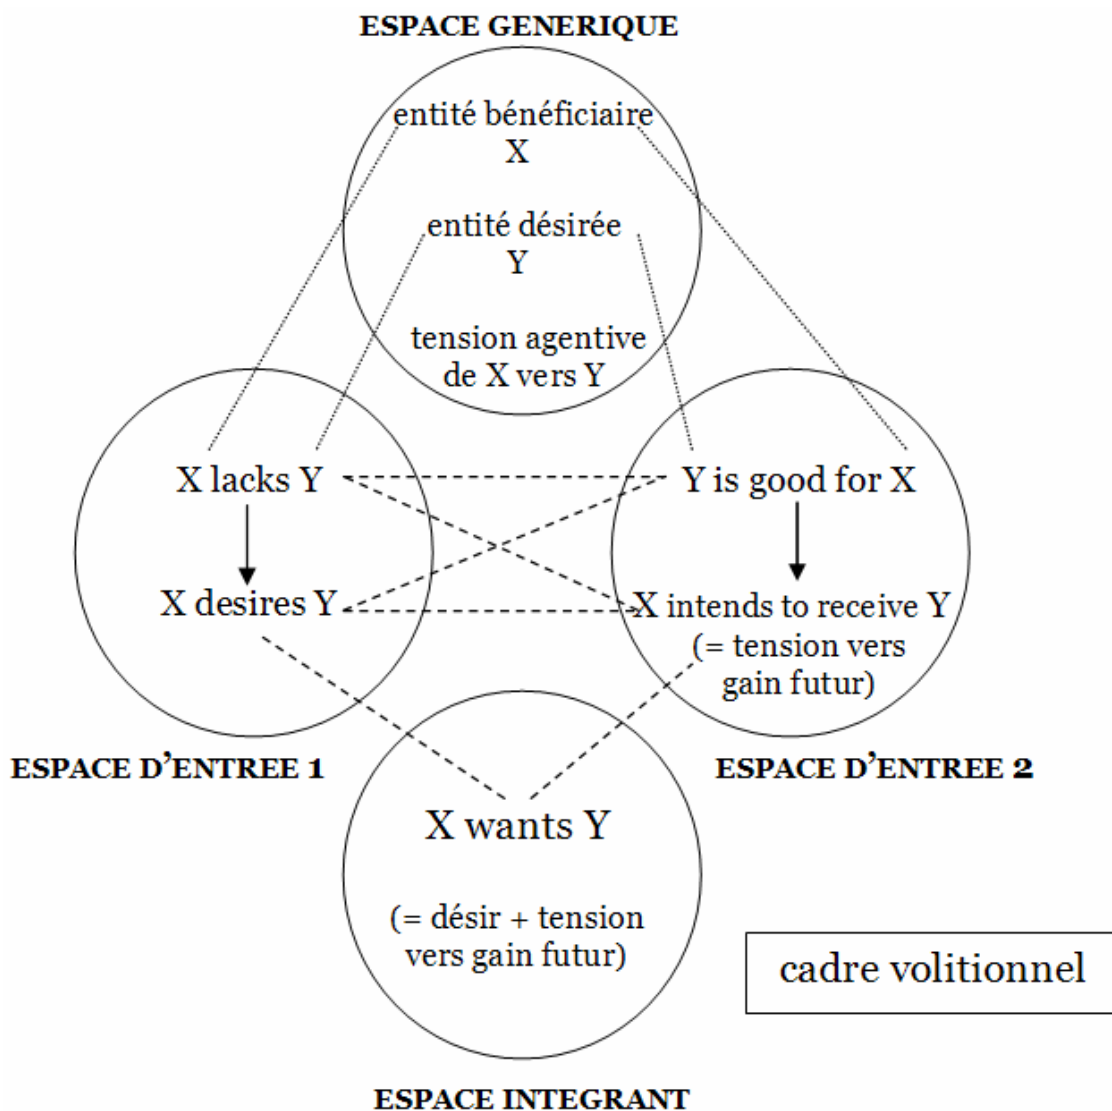 ESPACE GENERIQUE
entité bénéficiaire
X
entité désirée
Y
tension agentive
de X vers Y
X lacks Y
X desires Y
ESPACE D’ENTREE 1
Y is good for X
X intends to receive Y
(= tension vers
gain futur)
ESPACE D’ENTREE 2
X wants Y
(= désir + tension
vers gain futur)
ESPACE INTEGRANT
cadre volitionnel